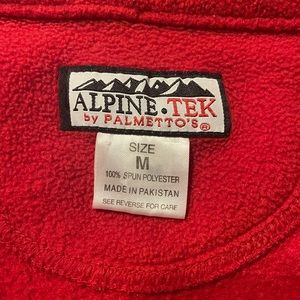 ALPINE.TEK
by PALMETTO'S®
SIZE
M
100% SPUN POLYESTER
MADE IN PAKISTAN
SEE REVERSE FOR CARE